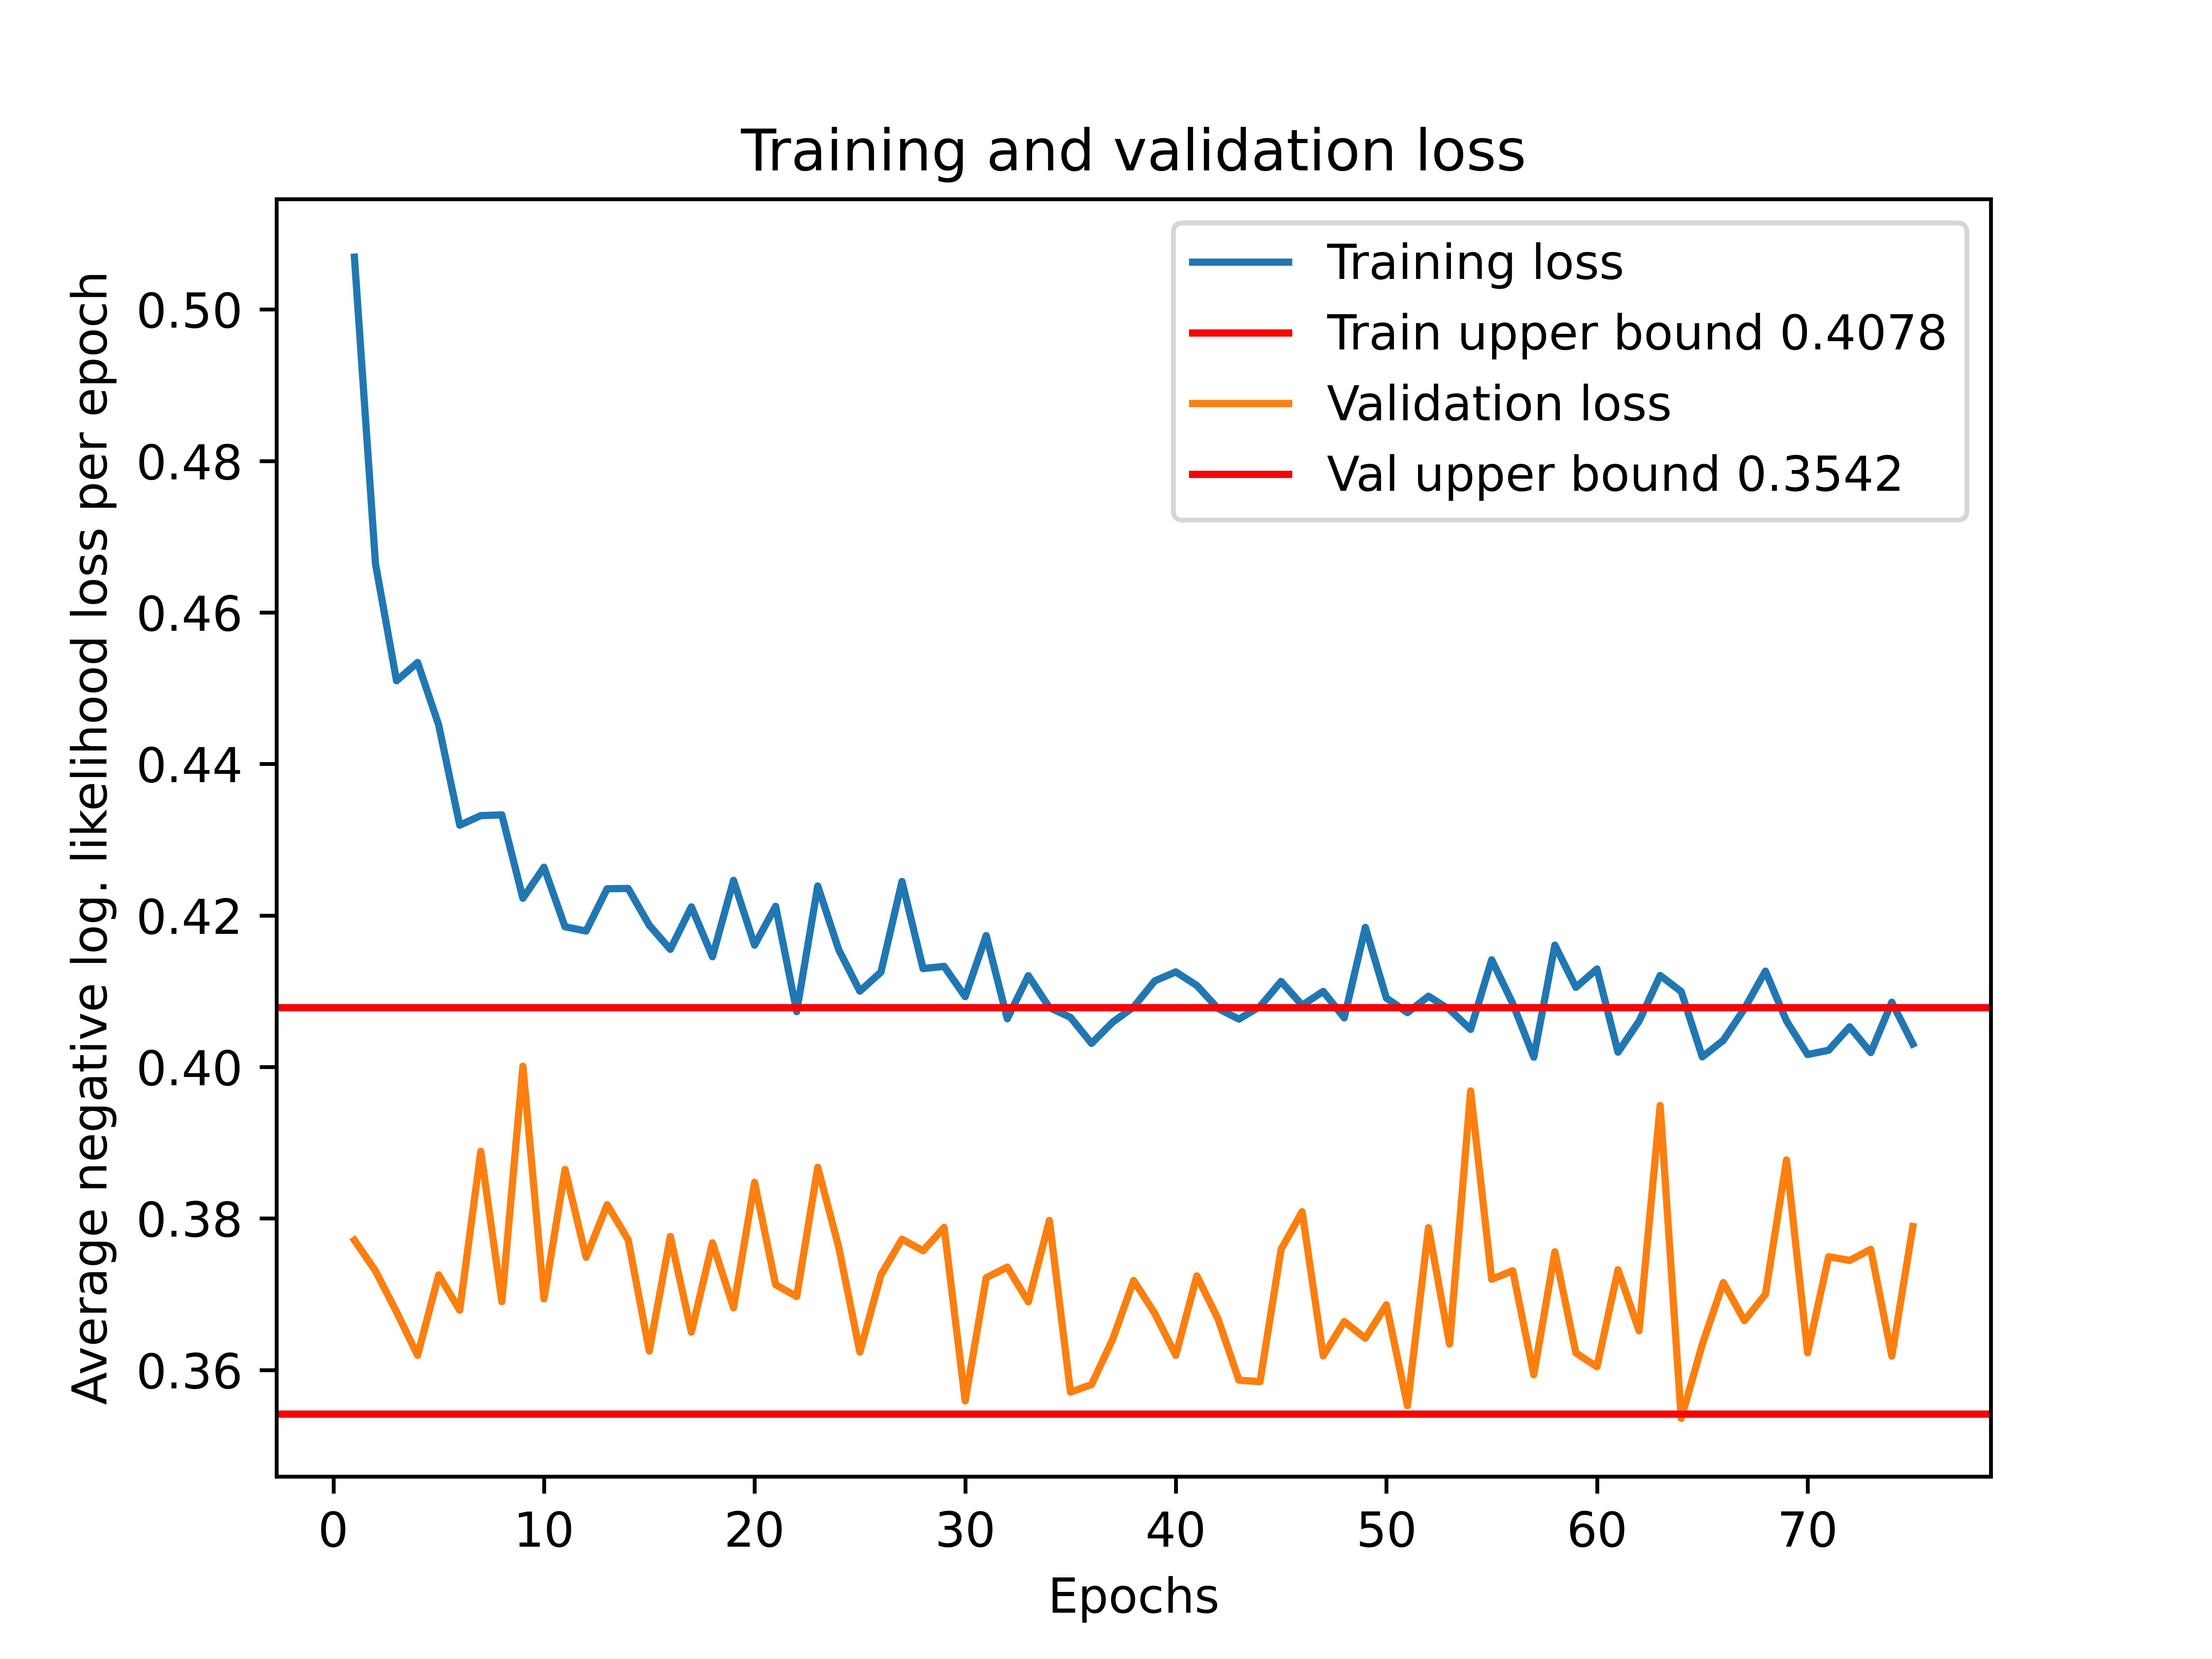 Training and validation loss
Training loss
Train upper bound 0.4078
Validation loss
Val upper bound 0.3542
Average negative log. likelihood loss per epoch
0.50
0.48
0.46
0.44
0.42
0.40
0.38
0.36
0 10 20 30 40 50 60 70
Epochs